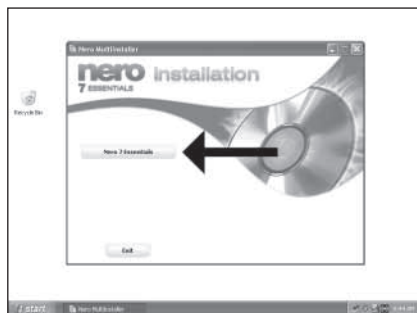 Nero MultiInstaller
nero installation
7 ESSENTIALS
Recycle Bin
Nero 7 Essentials
Exit
start
Nero MultiInstaller